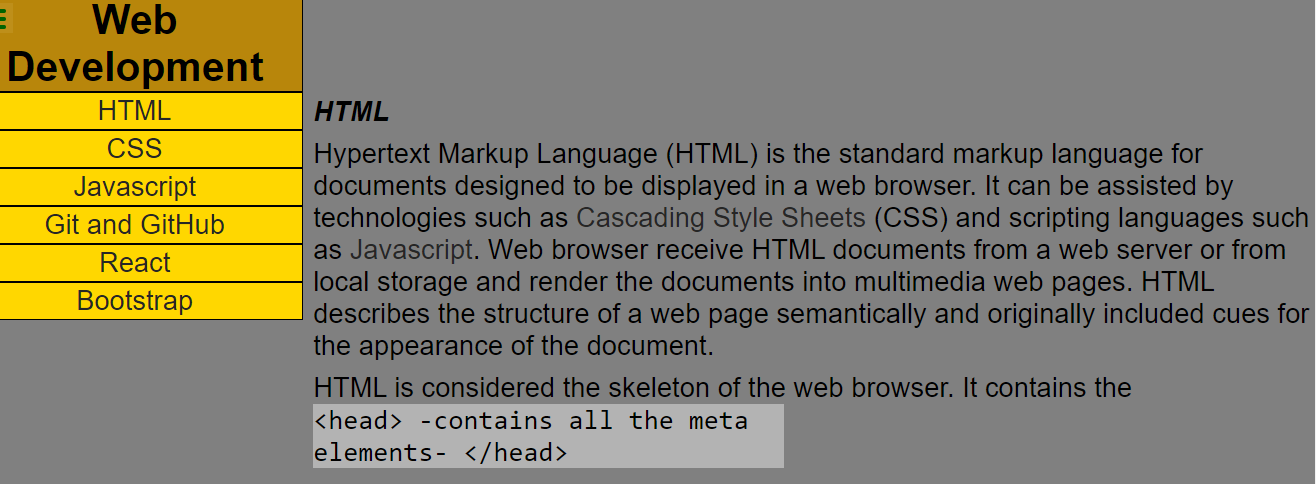 Web
Development
HTML
CSS
Javascript
Git and GitHub
React
Bootstrap
HTML
Hypertext Markup Language (HTML) is the standard markup language for
documents designed to be displayed in a web browser. It can be assisted by
technologies such as Cascading Style Sheets (CSS) and scripting languages such
as Javascript. Web browser receive HTML documents from a web server or from
local storage and render the documents into multimedia web pages. HTML
describes the structure of a web page semantically and originally included cues for
the appearance of the document.
HTML is considered the skeleton of the web browser. It contains the
<head> -contains all the meta
elements- </head>